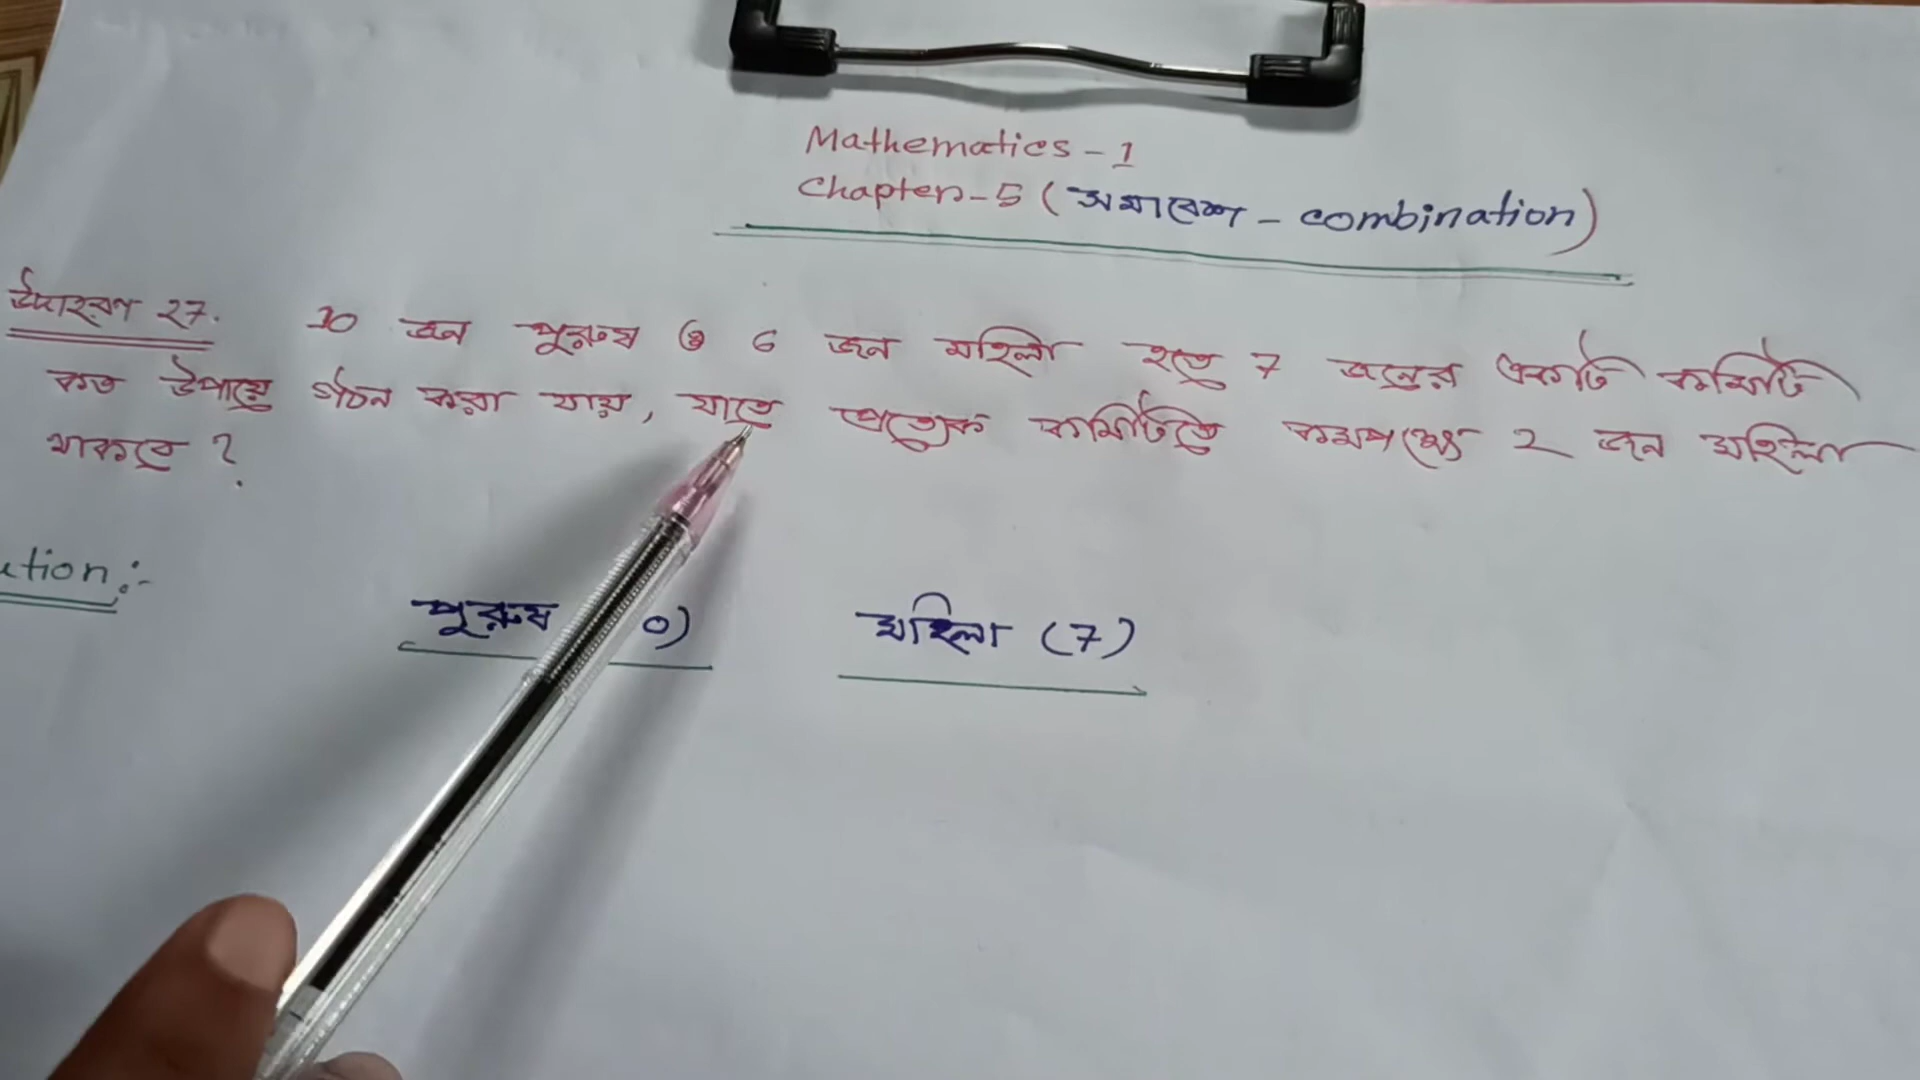 Mathematics - 1
Chapter-5 (সমাবেশ - combination)
উদাহরণ 27. 10 জন পুরুষ ও 6 জন মহিলা হতে 7 জনের একটি কমিটি
কত উপায়ে গঠন করা যায়, যাতে প্রত্যেক কমিটিতে কমপক্ষে 2 জন মহিলা
থাকবে ?
ution :-
পুরুষ 0) মহিলা (7)